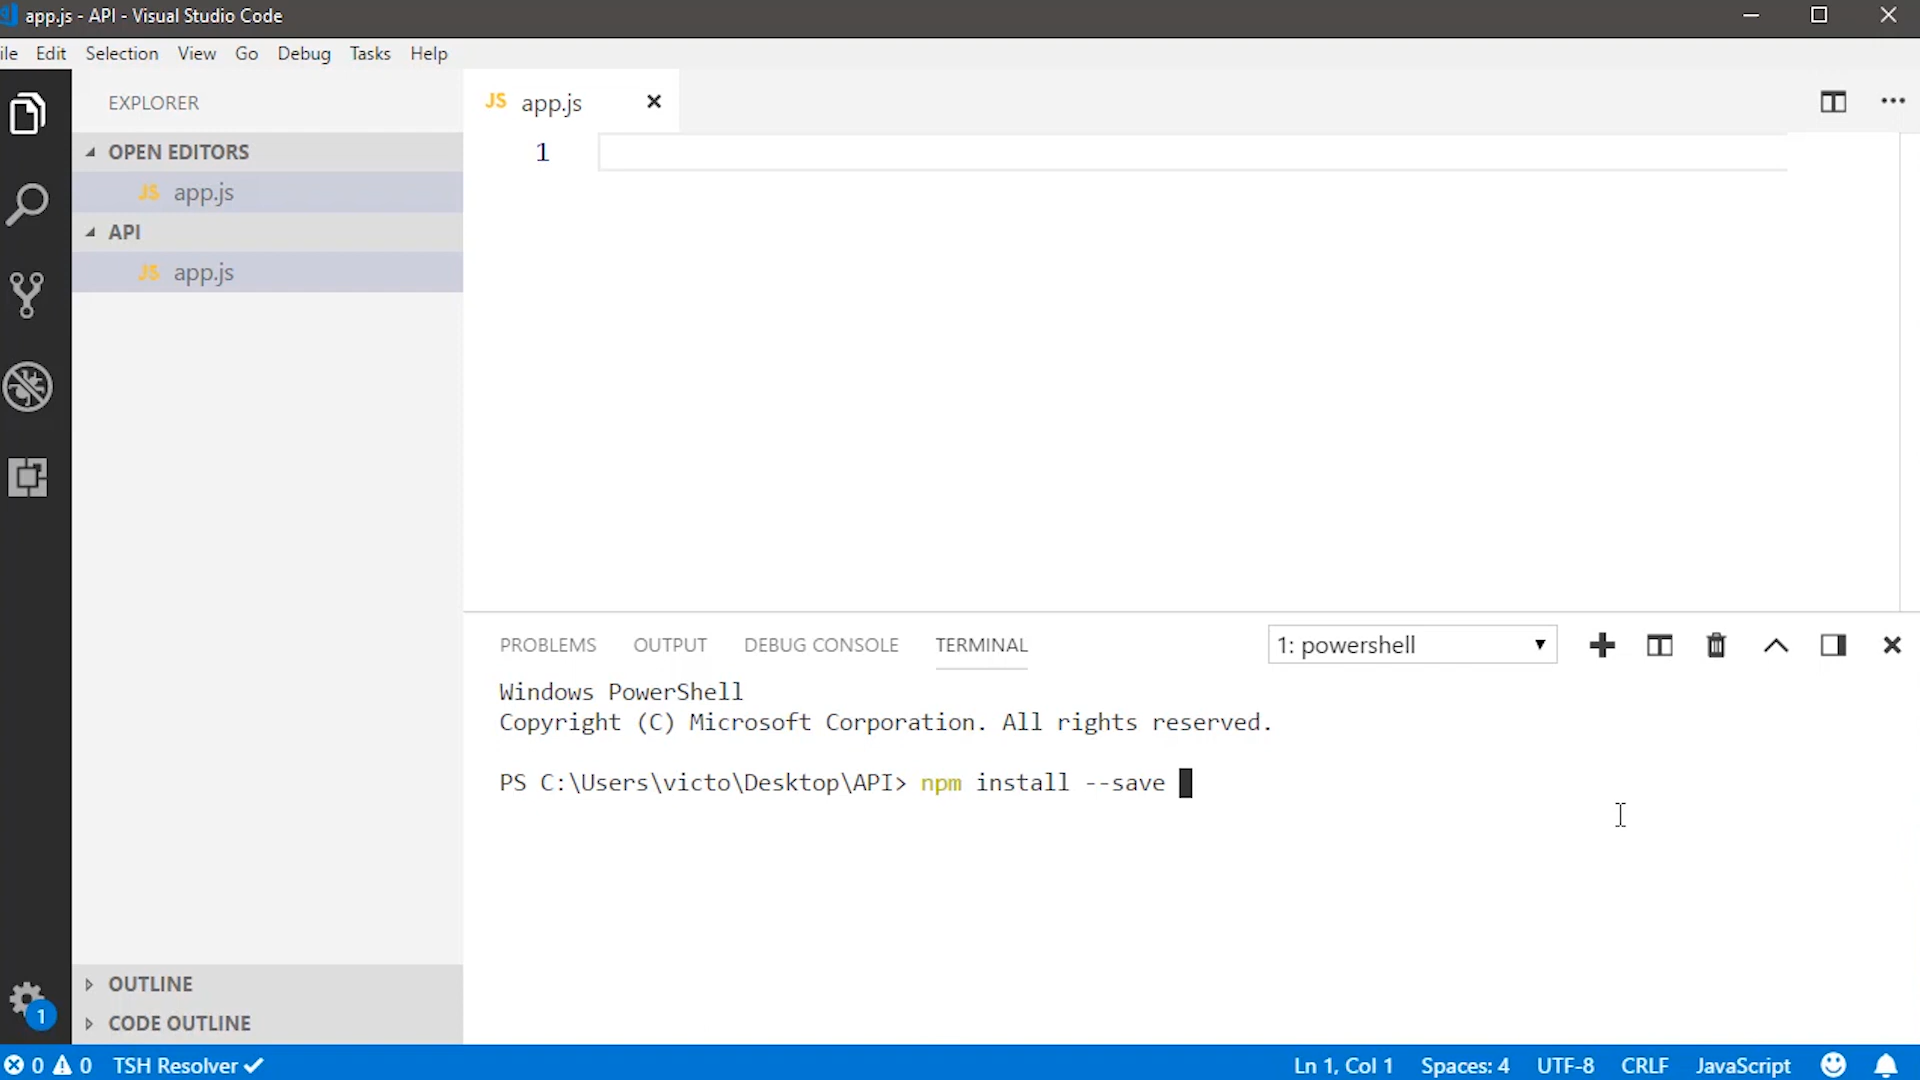 app.js - API - Visual Studio Code
ile Edit Selection View Go Debug Tasks Help
EXPLORER
OPEN EDITORS
JS app.js
API
JS app.js
OUTLINE
CODE OUTLINE
JS app.js
1
PROBLEMS OUTPUT DEBUG CONSOLE TERMINAL
1: powershell
Windows PowerShell
Copyright (C) Microsoft Corporation. All rights reserved.
PS C:\Users\victo\Desktop\API> npm install --save
1
0 0 TSH Resolver
Ln 1, Col 1 Spaces: 4 UTF-8 CRLF JavaScript